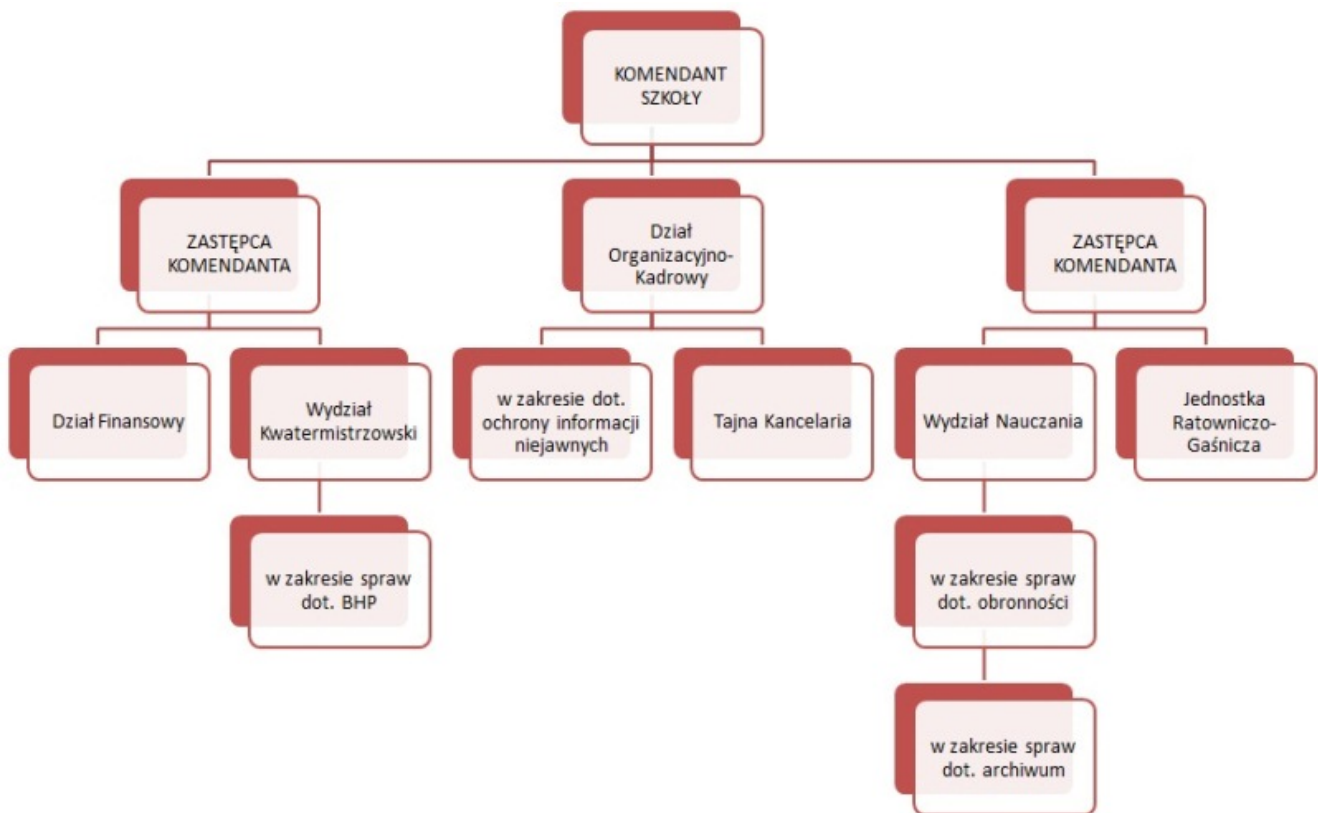 KOMENDANT
SZKOŁY
ZASTĘPCA
KOMENDANTA
Dział
Organizacyjno-
Kadrowy
ZASTĘPCA
KOMENDANTA
Dział Finansowy
Wydział
Kwatermistrzowski
w zakresie dot.
ochrony informacji
niejawnych
Tajna Kancelaria
Wydział Nauczania
Jednostka
Ratowniczo-
Gaśnicza
w zakresie spraw
dot. BHP
w zakresie spraw
dot. obronności
w zakresie spraw
dot. archiwum